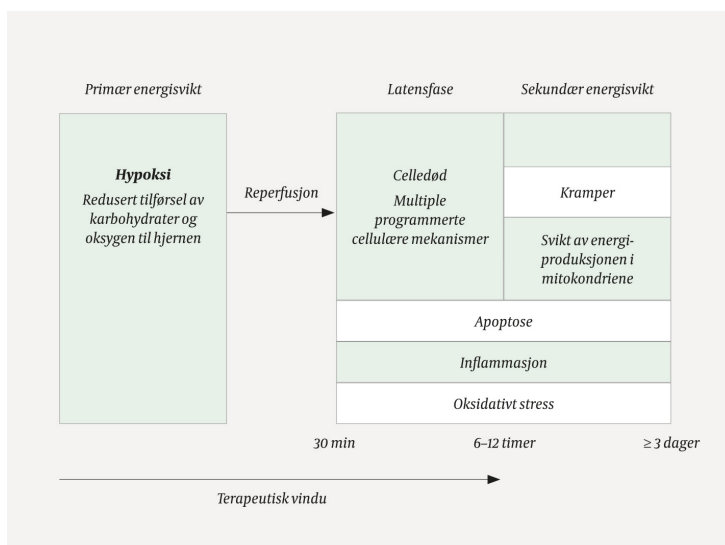 Primær energisvikt
Latensfase
Sekundær energisvikt
Hypoksi
Redusert tilførsel av
karbohydrater og
oksygen til hjernen
Reperfusjon
Celledød
Multiple
programmerte
cellulære mekanismer
Kramper
Svikt av energi-
produksjonen i
mitokondriene
Apoptose
Inflammasjon
Oksidativt stress
30 min
6–12 timer
≥ 3 dager
Terapeutisk vindu